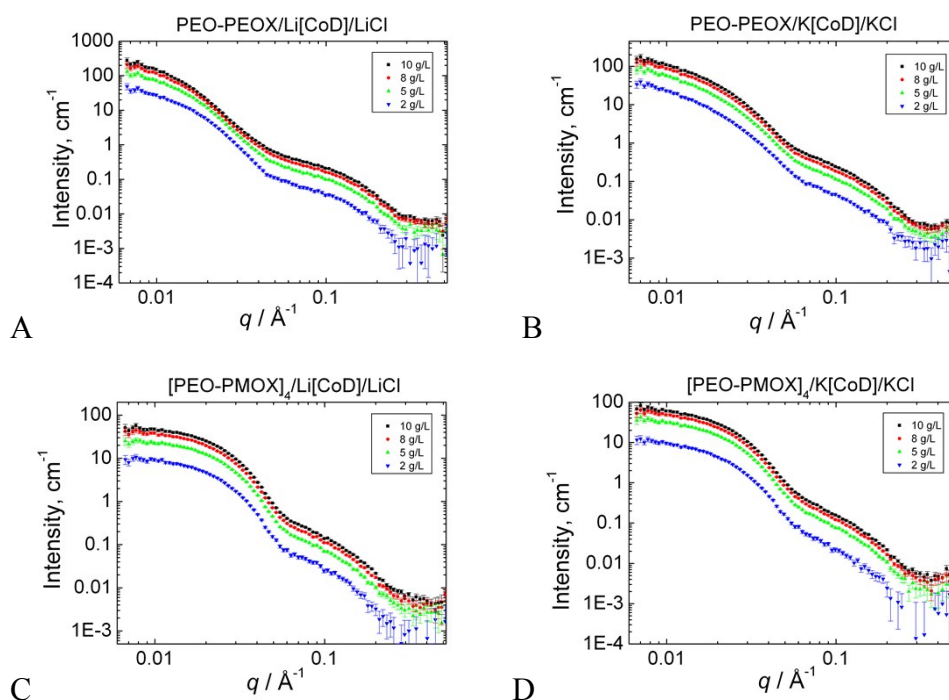 PEO-PEOX/Li[CoD]/LiCl
1000
100
10
1
0.1
0.01
1E-3
1E-4
Intensity, cm⁻¹
10 g/L
8 g/L
5 g/L
2 g/L
0.01
0.1
q / Å⁻¹
A
PEO-PEOX/K[CoD]/KCl
100
10
1
0.1
0.01
1E-3
Intensity, cm⁻¹
10 g/L
8 g/L
5 g/L
2 g/L
0.01
0.1
q / Å⁻¹
B
[PEO-PMOX]₄/Li[CoD]/LiCl
100
10
1
0.1
0.01
1E-3
Intensity, cm⁻¹
10 g/L
8 g/L
5 g/L
2 g/L
0.01
0.1
q / Å⁻¹
C
[PEO-PMOX]₄/K[CoD]/KCl
100
10
1
0.1
0.01
1E-3
1E-4
Intensity, cm⁻¹
10 g/L
8 g/L
5 g/L
2 g/L
0.01
0.1
q / Å⁻¹
D